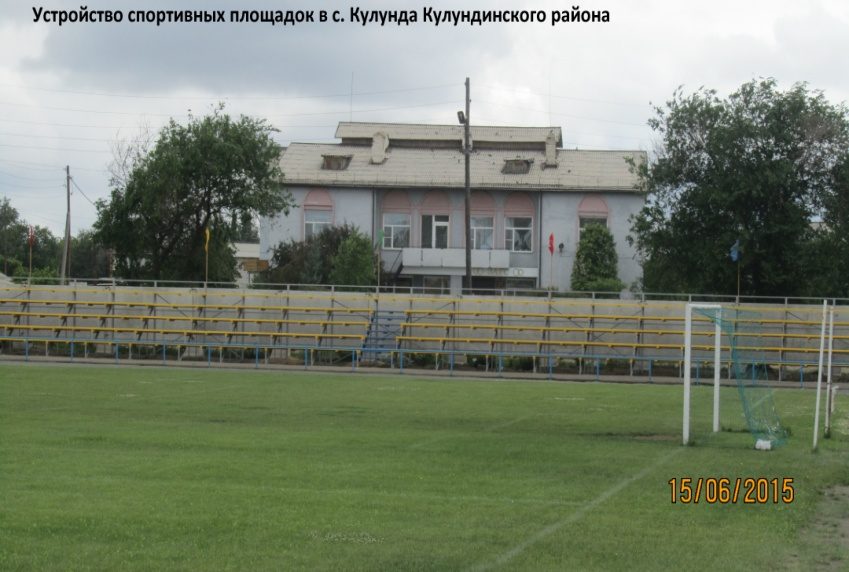 Устройство спортивных площадок в с. Кулунда Кулундинского района
15/06/2015